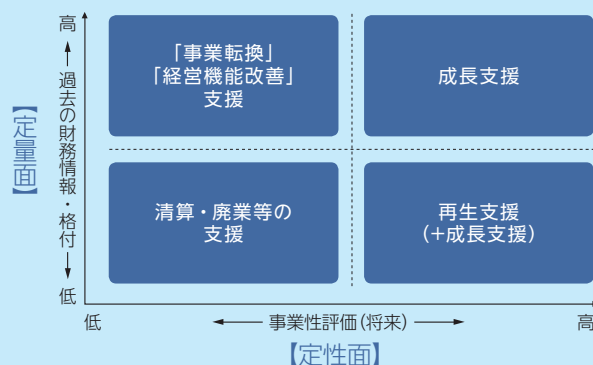 高
「事業転換」
「経営機能改善」
支援
成長支援
【定量面】
過去の財務情報・格付
清算・廃業等の
支援
再生支援
(+成長支援)
低
低
事業性評価(将来)
高
【定性面】